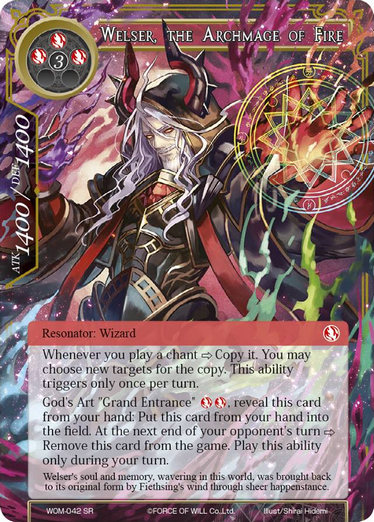 Welser, the Archmage of Fire
3
ATK 1400 / DEF 1400
Resonator: Wizard
Whenever you play a chant ⇨ Copy it. You may
choose new targets for the copy. This ability
triggers only once per turn.
God's Art "Grand Entrance" , reveal this card
from your hand: Put this card from your hand into
the field. At the next end of your opponent's turn ⇨
Remove this card from the game. Play this ability
only during your turn.
Welser's soul and memory, wavering in this world, was brought back
to its original form by Fiethsing's wind through sheer happenstance.
WOM-042 SR ©FORCE OF WILL Co.,Ltd. Illust/Shirai Hidemi